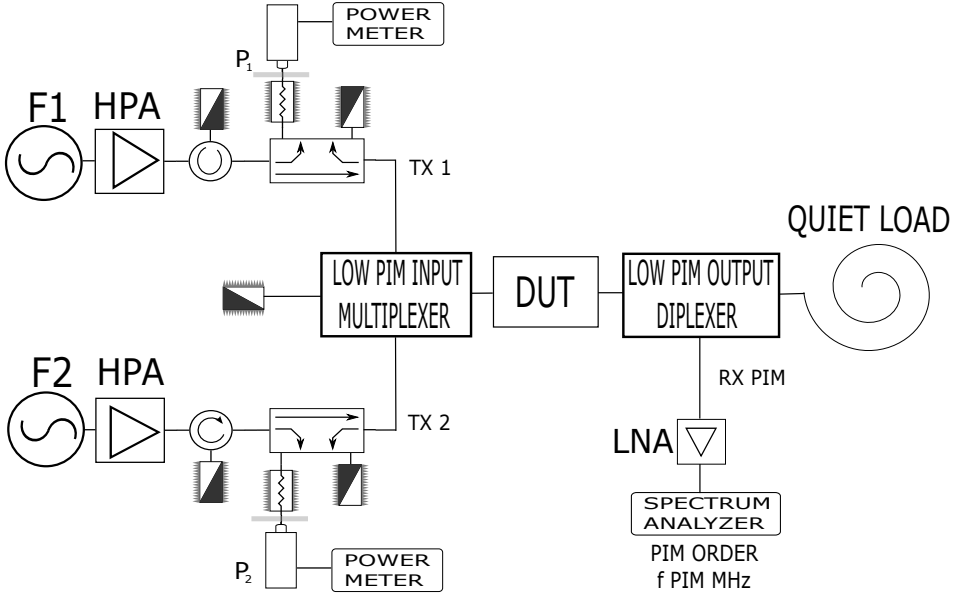 POWER
METER
P1
F1 HPA
TX 1
QUIET LOAD
LOW PIM INPUT
MULTIPLEXER
DUT
LOW PIM OUTPUT
DIPLEXER
F2 HPA
TX 2
RX PIM
LNA
SPECTRUM
ANALYZER
PIM ORDER
f PIM MHz
P2
POWER
METER